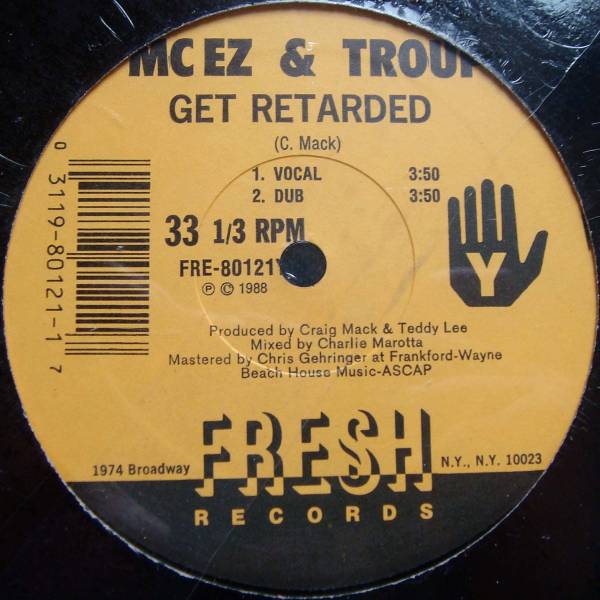 MC EZ & TROUP
GET RETARDED
(C. Mack)
1. VOCAL 3:50
2. DUB 3:50
33 1/3 RPM
FRE-80121Y
℗ © 1988
Y
0 3119-80121-1 7
Produced by Craig Mack & Teddy Lee
Mixed by Charlie Marotta
Mastered by Chris Gehringer at Frankford-Wayne
Beach House Music-ASCAP
1974 Broadway
FRESH
N.Y., N.Y. 10023
RECORDS